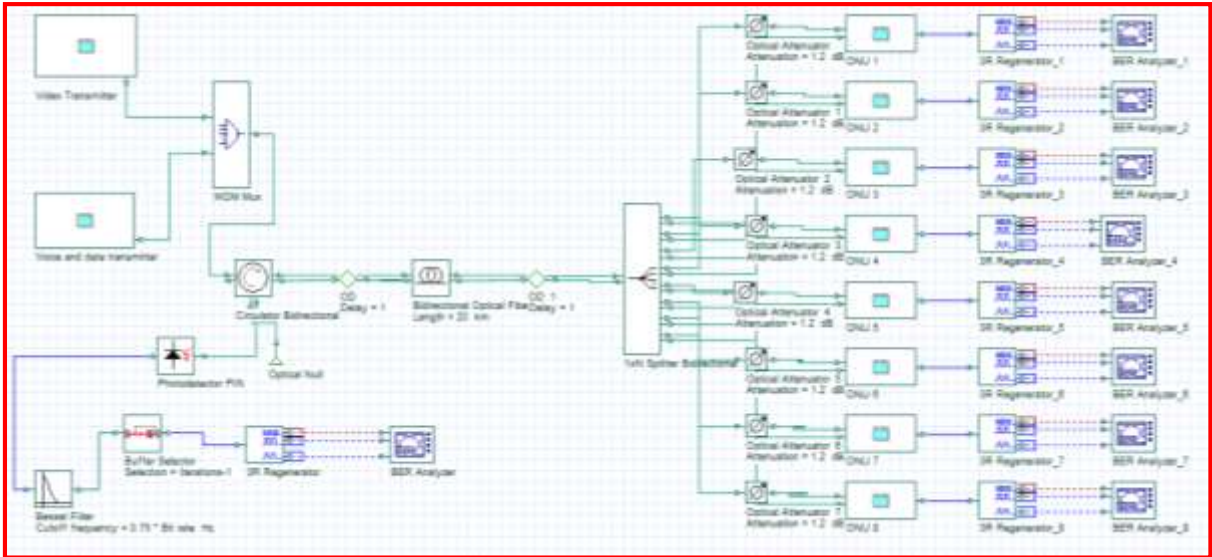 Video Transmitter
WDM Mux
Voice and data transmitter
Circulator Bidirectional
OD
Delay = 1
Bidirectional Optical Fiber
Length = 20 km
OD_1
Delay = 1
1xN Splitter Bidirectional
Photodetector PIN
Optical Null
Buffer Selector
Selection = Iterations-1
3R Regenerator
BER Analyzer
Bessel Filter
Cutoff frequency = 0.75 * Bit rate Hz
Optical Attenuator
Attenuation = 1.2 dB
ONU 1
3R Regenerator_1
BER Analyzer_1
Optical Attenuator 1
Attenuation = 1.2 dB
ONU 2
3R Regenerator_2
BER Analyzer_2
Optical Attenuator 2
Attenuation = 1.2 dB
ONU 3
3R Regenerator_3
BER Analyzer_3
Optical Attenuator 3
Attenuation = 1.2 dB
ONU 4
3R Regenerator_4
BER Analyzer_4
Optical Attenuator 4
Attenuation = 1.2 dB
ONU 5
3R Regenerator_5
BER Analyzer_5
Optical Attenuator 5
Attenuation = 1.2 dB
ONU 6
3R Regenerator_6
BER Analyzer_6
Optical Attenuator 6
Attenuation = 1.2 dB
ONU 7
3R Regenerator_7
BER Analyzer_7
Optical Attenuator 7
Attenuation = 1.2 dB
ONU 8
3R Regenerator_8
BER Analyzer_8